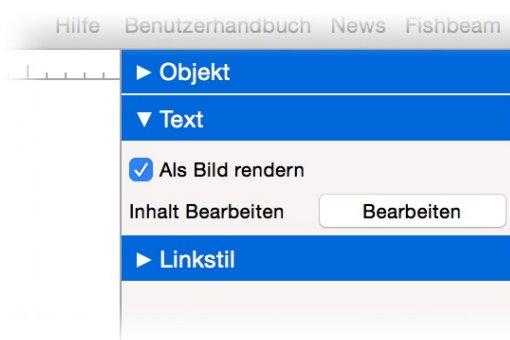 Hilfe Benutzerhandbuch News Fishbeam
Objekt
Text
Als Bild rendern
Inhalt Bearbeiten Bearbeiten
Linkstil